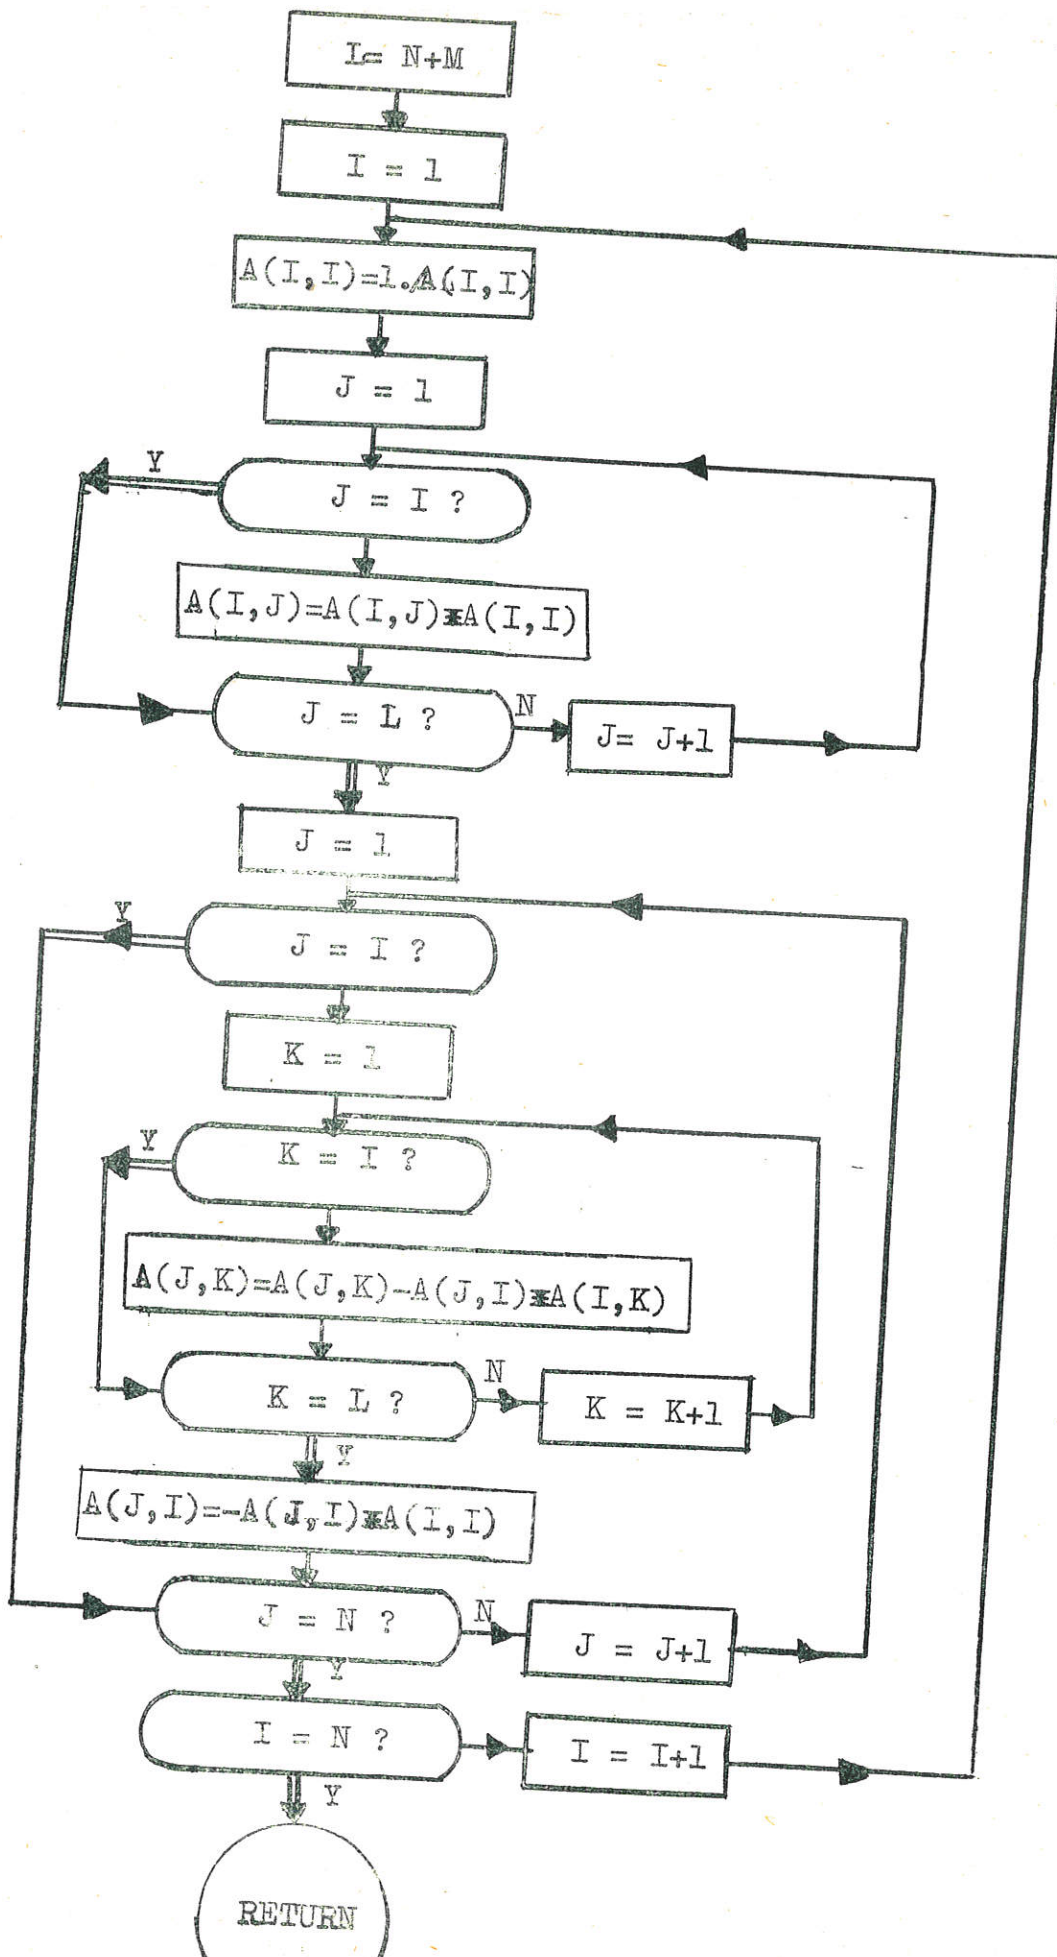 L= N+M
I = 1
A(I,I)=1./A(I,I)
J = 1
Y
J = I ?
A(I,J)=A(I,J)*A(I,I)
J = L ?
N
J= J+1
Y
J = 1
Y
J = I ?
K = 1
Y
K = I ?
A(J,K)=A(J,K)-A(J,I)*A(I,K)
K = L ?
N
K = K+1
Y
A(J,I)=-A(J,I)*A(I,I)
J = N ?
N
J = J+1
Y
I = N ?
I = I+1
Y
RETURN